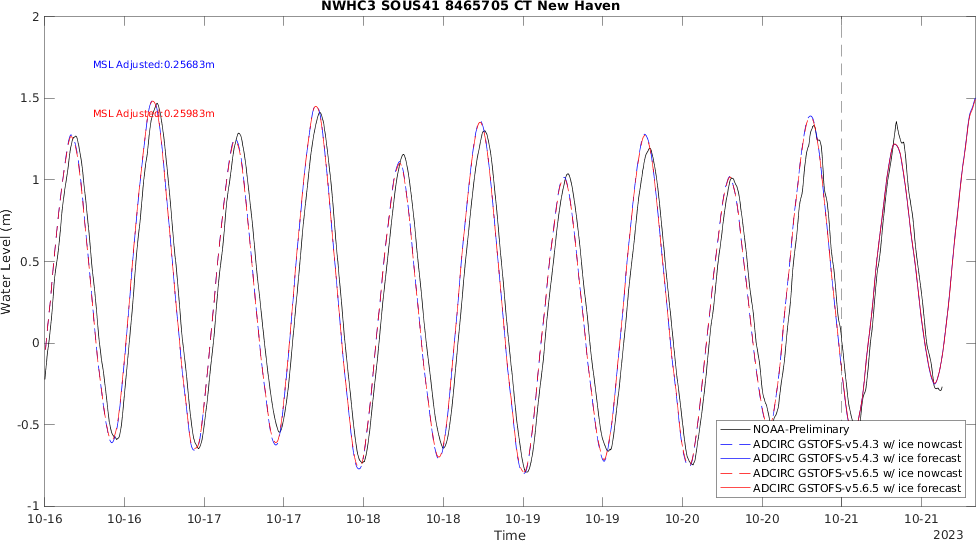 NWHC3 SOUS41 8465705 CT New Haven
2
MSL Adjusted:0.25683m
1.5
MSL Adjusted:0.25983m
1
0.5
Water Level (m)
0
-0.5
NOAA-Preliminary
ADCIRC GSTOFS-v5.4.3 w/ ice nowcast
ADCIRC GSTOFS-v5.4.3 w/ ice forecast
ADCIRC GSTOFS-v5.6.5 w/ ice nowcast
ADCIRC GSTOFS-v5.6.5 w/ ice forecast
-1
10-16 10-16 10-17 10-17 10-18 10-18 10-19 10-19 10-20 10-20 10-21 10-21
Time
2023